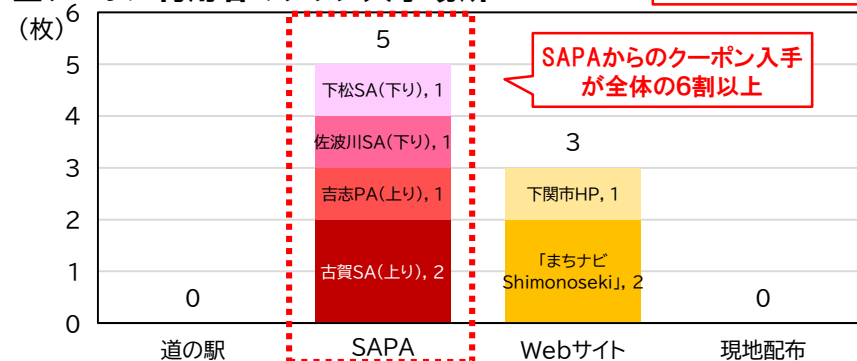 (枚)
6
5
4
3
2
1
0
0
5
下松SA(下り), 1
佐波川SA(下り), 1
吉志PA(上り), 1
古賀SA(上り), 2
3
下関市HP, 1
「まちナビ
Shimonoseki」, 2
0
SAPAからのクーポン入手
が全体の6割以上
道の駅
SAPA
Webサイト
現地配布